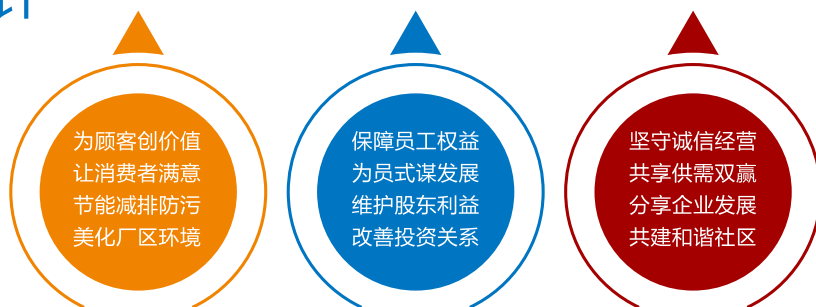 为顾客创价值
让消费者满意
节能减排防污
美化厂区环境
保障员工权益
为员式谋发展
维护股东利益
改善投资关系
坚守诚信经营
共享供需双赢
分享企业发展
共建和谐社区